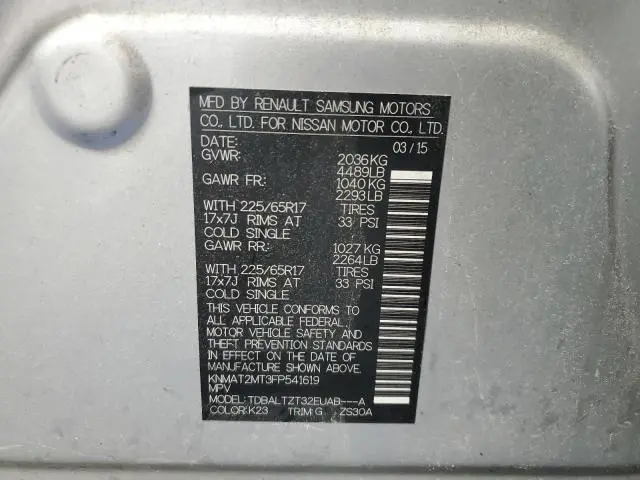 MFD BY RENAULT SAMSUNG MOTORS
CO., LTD. FOR NISSAN MOTOR CO., LTD.
DATE: 03/15
GVWR: 2036KG
4489LB
GAWR FR: 1040KG
2293LB
WITH 225/65R17 TIRES
17x7J RIMS AT 33 PSI
COLD SINGLE
GAWR RR: 1027KG
2264LB
WITH 225/65R17 TIRES
17x7J RIMS AT 33 PSI
COLD SINGLE
THIS VEHICLE CONFORMS TO
ALL APPLICABLE FEDERAL
MOTOR VEHICLE SAFETY AND
THEFT PREVENTION STANDARDS
IN EFFECT ON THE DATE OF
MANUFACTURE SHOWN ABOVE.
KNMAT2MT3FP541619
MPV
MODEL: TDBALTZT32EUAB---A
COLOR:K23 TRIM:G ZS30A